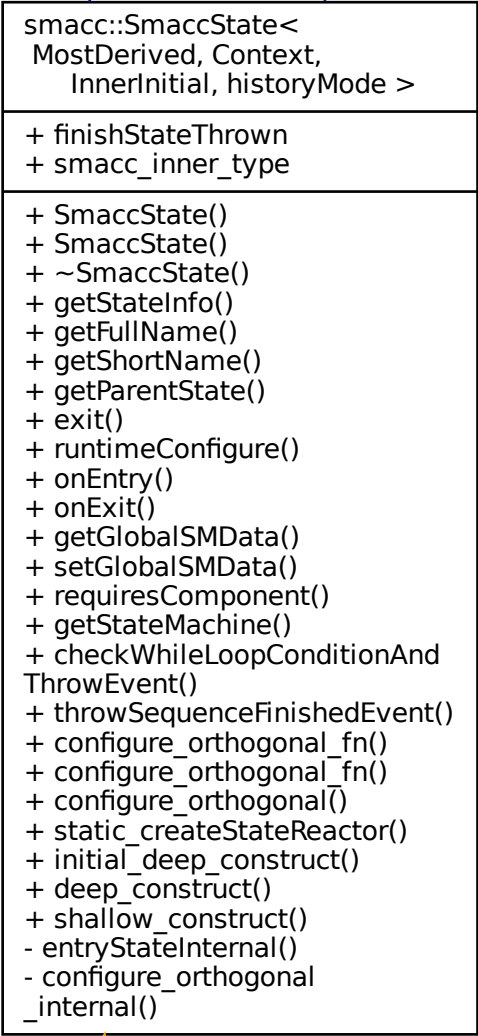 smacc::SmaccState<
MostDerived, Context,
InnerInitial, historyMode >
+ finishStateThrown
+ smacc_inner_type
+ SmaccState()
+ SmaccState()
+ ~SmaccState()
+ getStateInfo()
+ getFullName()
+ getShortName()
+ getParentState()
+ exit()
+ runtimeConfigure()
+ onEntry()
+ onExit()
+ getGlobalSMData()
+ setGlobalSMData()
+ requiresComponent()
+ getStateMachine()
+ checkWhileLoopConditionAnd
ThrowEvent()
+ throwSequenceFinishedEvent()
+ configure_orthogonal_fn()
+ configure_orthogonal_fn()
+ configure_orthogonal()
+ static_createStateReactor()
+ initial_deep_construct()
+ deep_construct()
+ shallow_construct()
- entryStateInternal()
- configure_orthogonal
_internal()